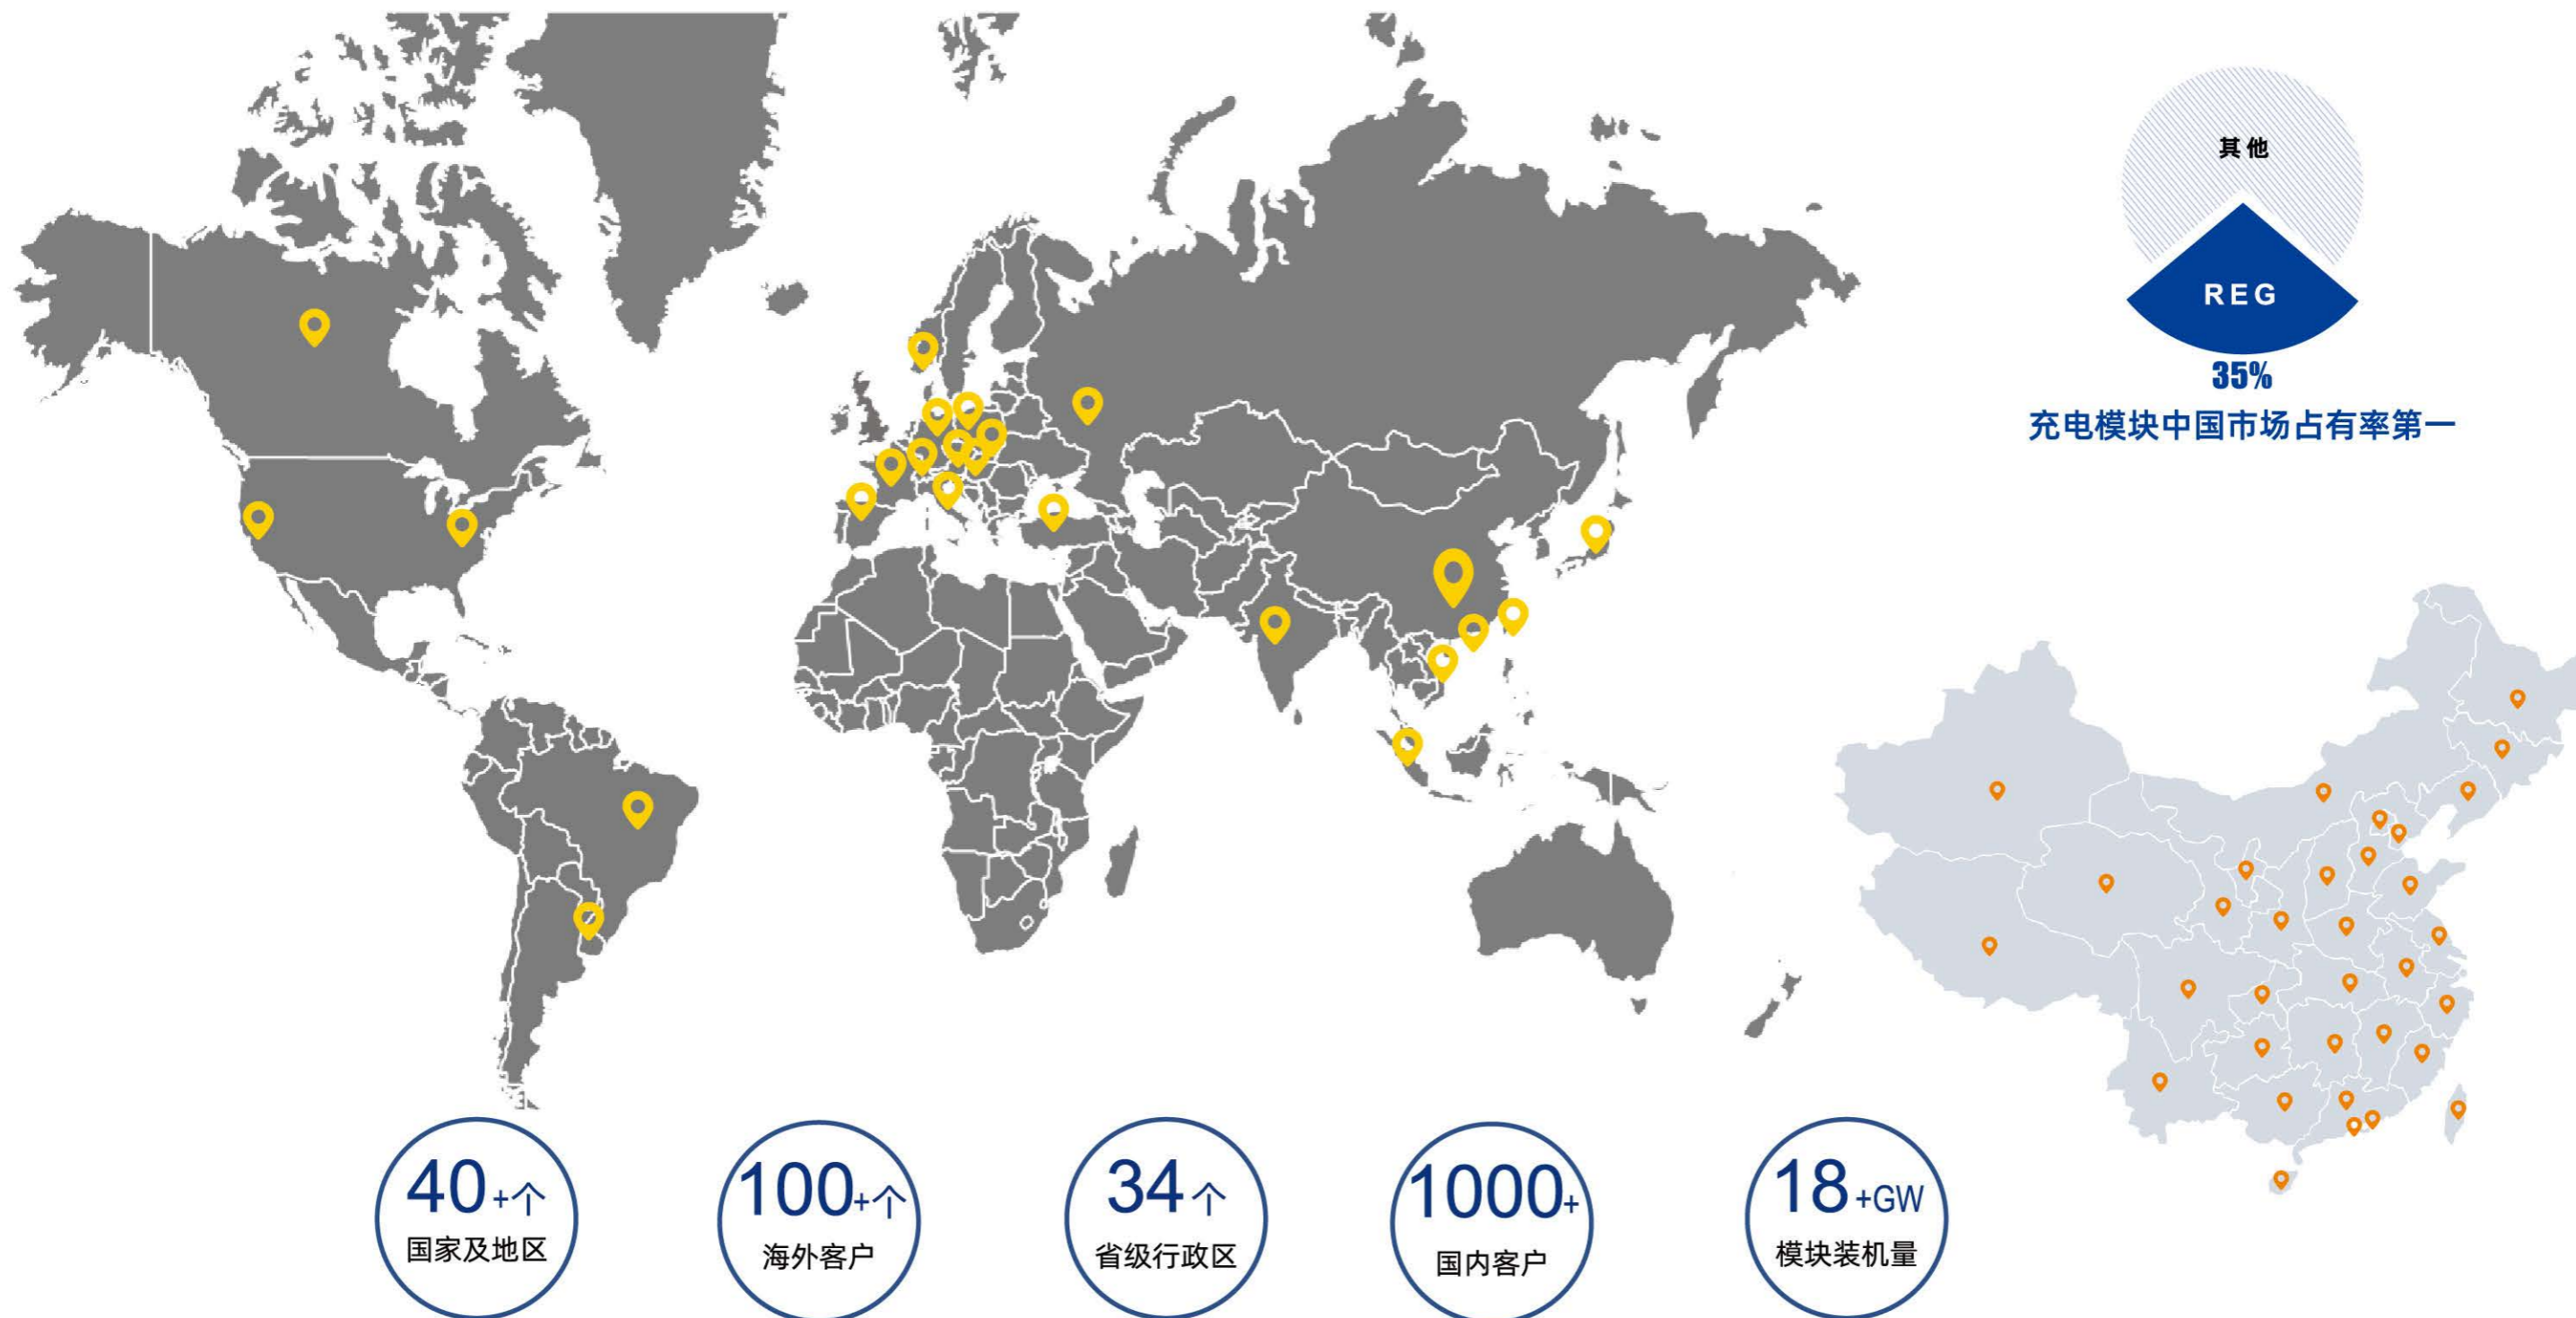 其他
REG
35%
充电模块中国市场占有率第一
40+个
国家及地区
100+个
海外客户
34个
省级行政区
1000+
国内客户
18+GW
模块装机量